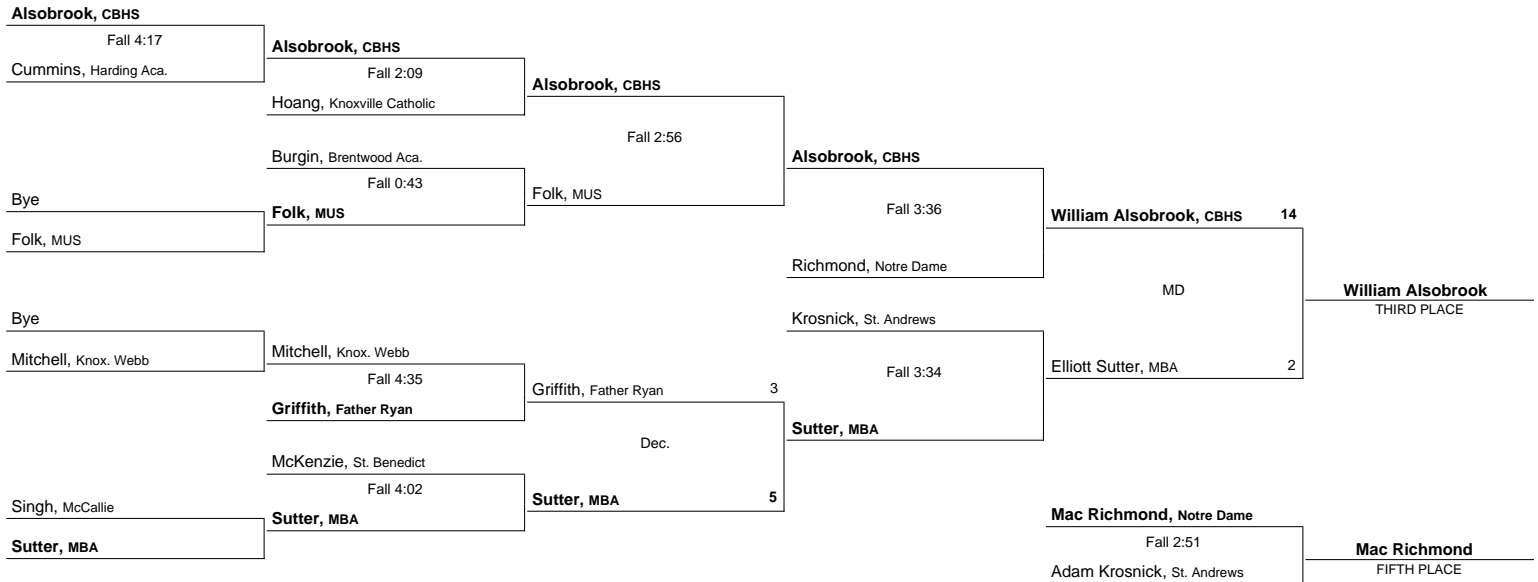 Alsobrook, CBHS
Fall 4:17
Cummins, Harding Aca.
Bye
Folk, MUS
Bye
Mitchell, Knox. Webb
Singh, McCallie
Sutter, MBA
Alsobrook, CBHS
Fall 2:09
Hoang, Knoxville Catholic
Burgin, Brentwood Aca.
Fall 0:43
Folk, MUS
Mitchell, Knox. Webb
Fall 4:35
Griffith, Father Ryan
McKenzie, St. Benedict
Fall 4:02
Sutter, MBA
Alsobrook, CBHS
Fall 2:56
Folk, MUS
Griffith, Father Ryan 3
Dec.
Sutter, MBA 5
Alsobrook, CBHS
Fall 3:36
Richmond, Notre Dame
Krosnick, St. Andrews
Fall 3:34
Sutter, MBA
William Alsobrook, CBHS 14
MD
Elliott Sutter, MBA 2
William Alsobrook
THIRD PLACE
Mac Richmond, Notre Dame
Fall 2:51
Adam Krosnick, St. Andrews
Mac Richmond
FIFTH PLACE